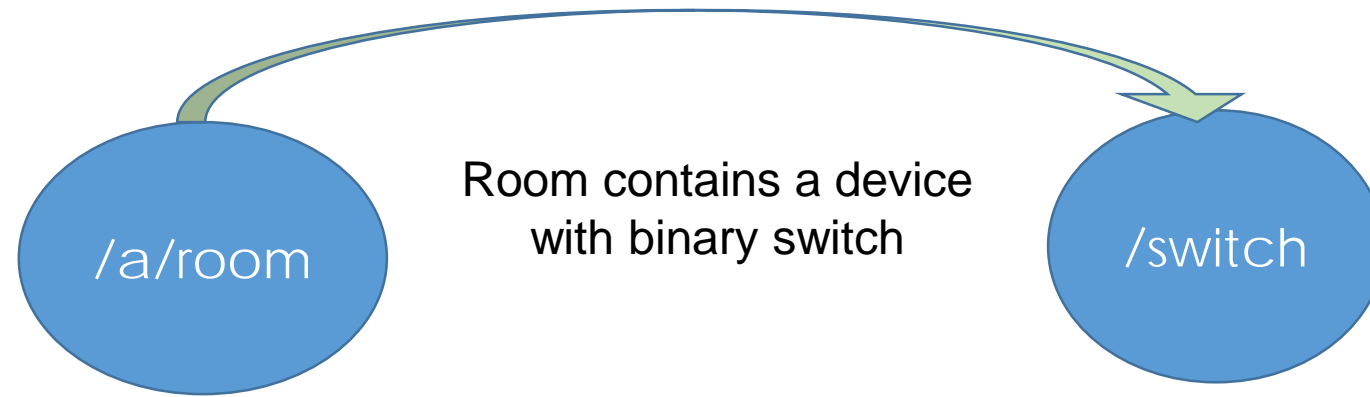 /a/room
Room contains a device
with binary switch
/switch